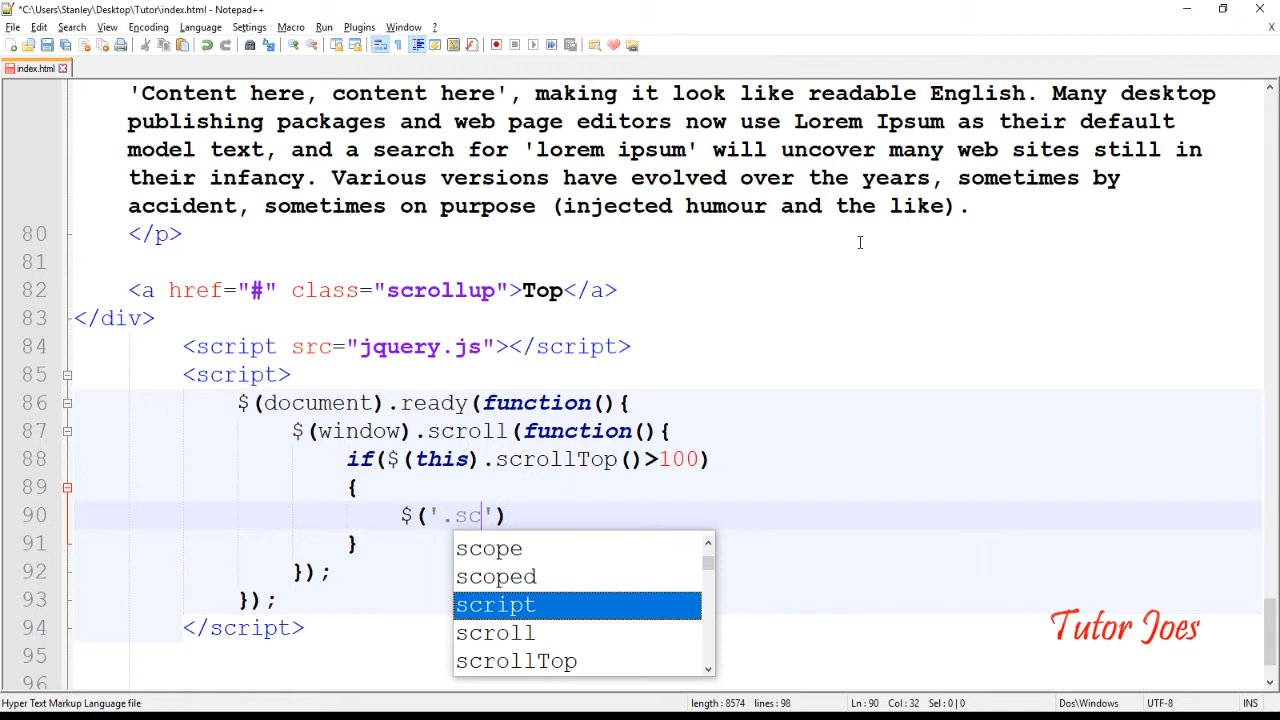 *C:\Users\Stanley\Desktop\Tutor\index.html - Notepad++
File Edit Search View Encoding Language Settings Macro Run Plugins Window ?
X
index.html
'Content here, content here', making it look like readable English. Many desktop
publishing packages and web page editors now use Lorem Ipsum as their default
model text, and a search for 'lorem ipsum' will uncover many web sites still in
their infancy. Various versions have evolved over the years, sometimes by
accident, sometimes on purpose (injected humour and the like).
80 </p>
81
82 <a href="#" class="scrollup">Top</a>
83 </div>
84 <script src="jquery.js"></script>
85 <script>
86 $(document).ready(function(){
87 $(window).scroll(function(){
88 if($(this).scrollTop()>100)
89 {
90 $('.sc')
91 }
92 });
93 });
94 </script>
95
96
scope
scoped
script
scroll
scrollTop
Tutor Joes
Hyper Text Markup Language file length : 8574 lines : 98 Ln : 90 Col : 32 Sel : 0 | 0 Dos\Windows UTF-8 INS